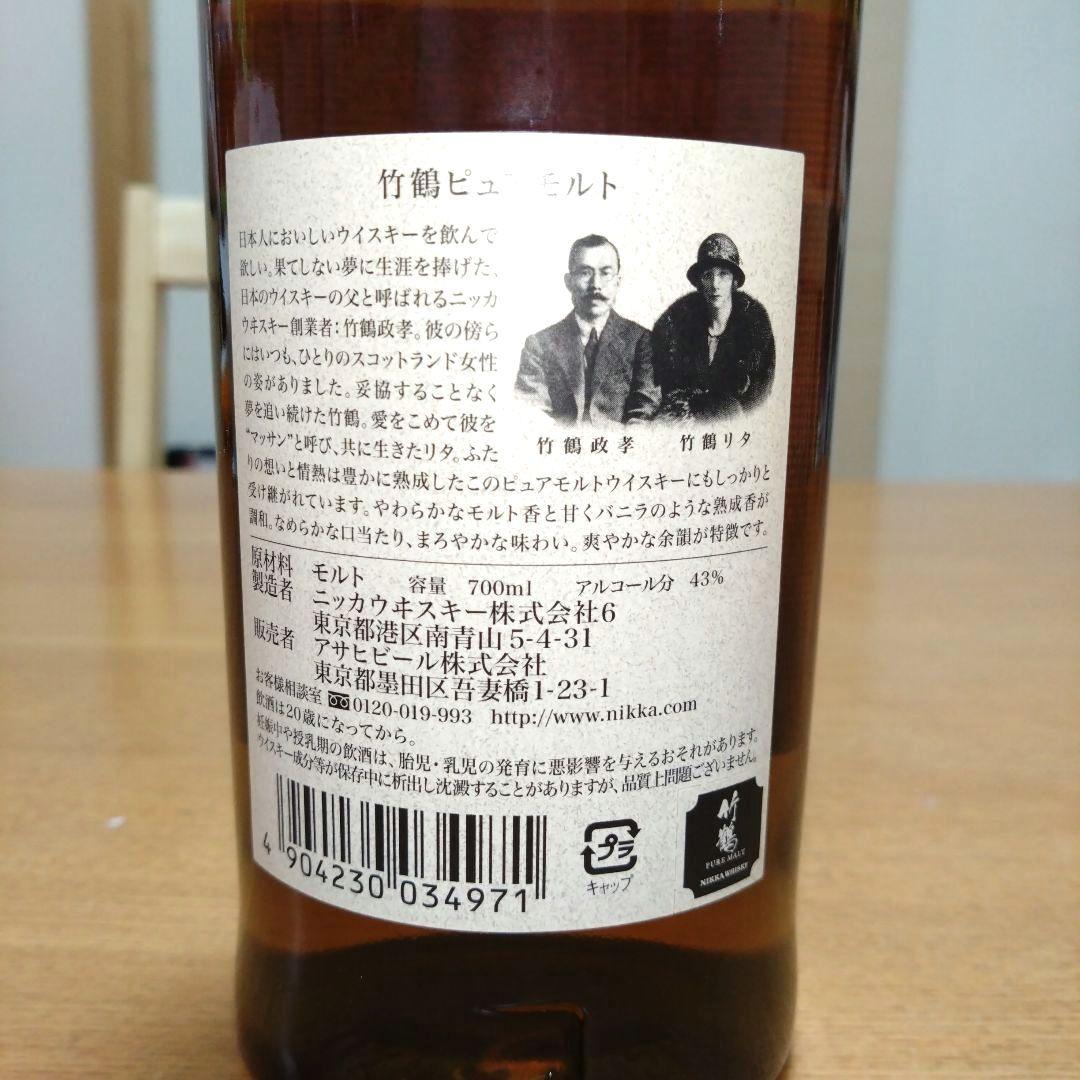 竹鶴ピュアモルト
日本人においしいウイスキーを飲んで
欲しい。果てしない夢に生涯を捧げた、
日本のウイスキーの父と呼ばれるニッカ
ウヰスキー創業者：竹鶴政孝。彼の傍ら
にはいつも、ひとりのスコットランド女性
の姿がありました。妥協することなく
夢を追い続けた竹鶴。愛をこめて彼を
“マッサン”と呼び、共に生きたリタ。ふた
りの想いと情熱は豊かに熟成したこのピュアモルトウイスキーにもしっかりと
受け継がれています。やわらかなモルト香と甘くバニラのような熟成香が
調和。なめらかな口当たり、まろやかな味わい。爽やかな余韻が特徴です。
竹鶴政孝 竹鶴リタ
原材料 モルト 容量 700ml アルコール分 43%
製造者 ニッカウヰスキー株式会社6
東京都港区南青山5-4-31
販売者 アサヒビール株式会社
東京都墨田区吾妻橋1-23-1
お客様相談室 0120-019-993 http://www.nikka.com
飲酒は20歳になってから。
妊娠中や授乳期の飲酒は、胎児・乳児の発育に悪影響を与えるおそれがあります。
ウイスキー成分等が保存中に析出し沈澱することがありますが、品質上問題ございません。
4 904230 034971
プラ
キャップ
竹鶴
PURE MALT
NIKKA WHISKY